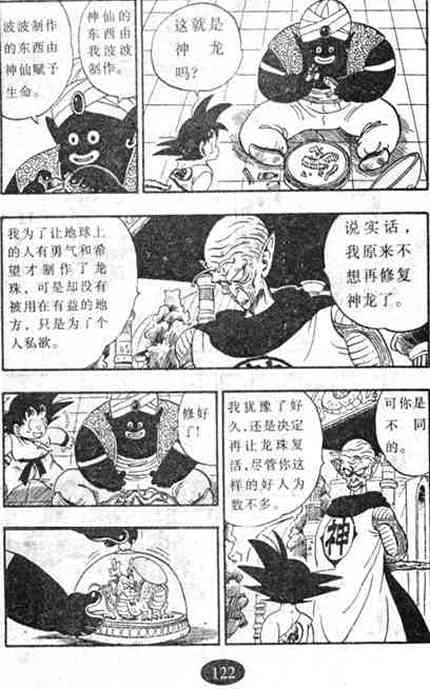 这就是
神龙
吗?
神仙的
东西由
我波波
制作。
波波制作
的东西由
神仙赋予
生命。
说实话,
我原来不
想再修复
神龙了。
我为了让地球上
的人有勇气和希
望才制作了龙
珠,可是却没有
被用在有益的地
方,只是为了个
人私欲。
可你是
不同
的。
我犹豫了好
久,还是决定
再让龙珠复
活,尽管你这
样的好人为
数不多。
神
修好
了!
122